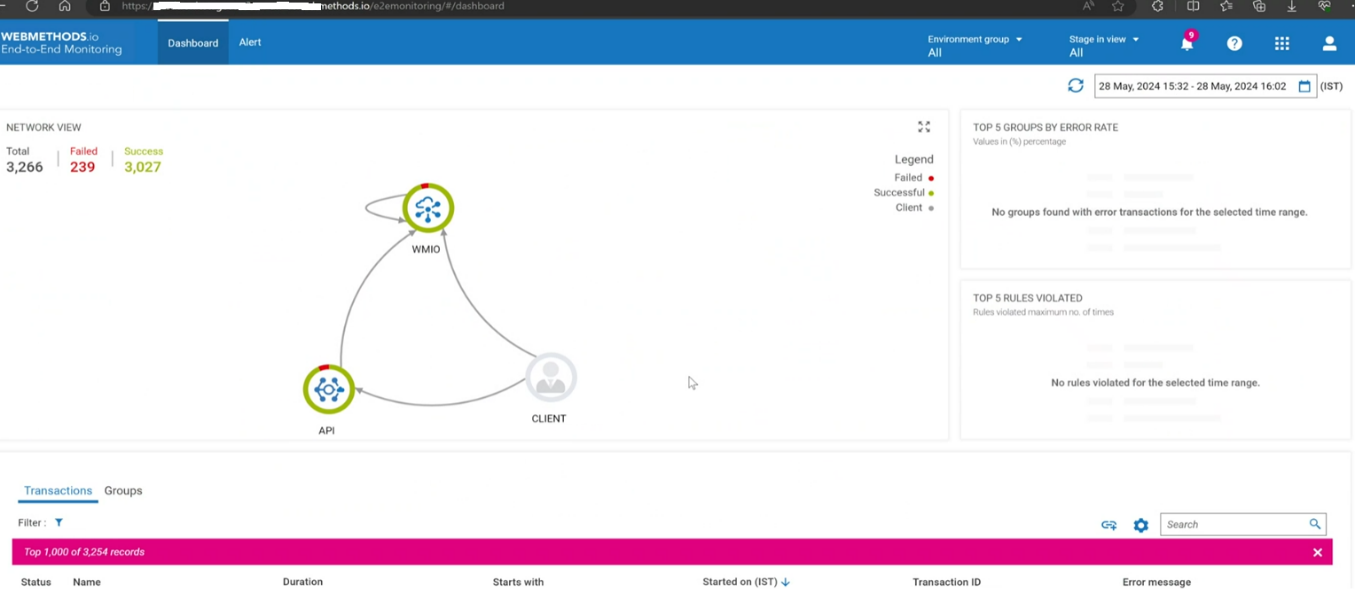 https:/
methods.io/e2emonitoring/#/dashboard
WEBMETHODS.io
End-to-End Monitoring
Dashboard
Alert
Environment group
All
Stage in view
All
9
28 May, 2024 15:32 - 28 May, 2024 16:02
(IST)
NETWORK VIEW
Total
3,266
Failed
239
Success
3,027
Legend
Failed
Successful
Client
WMIO
API
CLIENT
TOP 5 GROUPS BY ERROR RATE
Values in (%) percentage
No groups found with error transactions for the selected time range.
TOP 5 RULES VIOLATED
Rules violated maximum no. of times
No rules violated for the selected time range.
Transactions Groups
Filter :
Search
Top 1,000 of 3,254 records
Status Name Duration Starts with Started on (IST) Transaction ID Error message